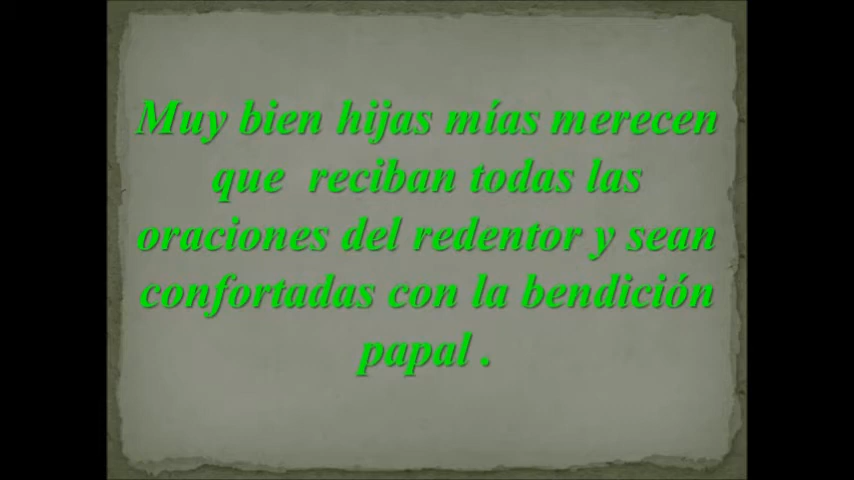 Muy bien hijas mías merecen
que  reciban todas las
oraciones del redentor y sean
confortadas con la bendición
papal .